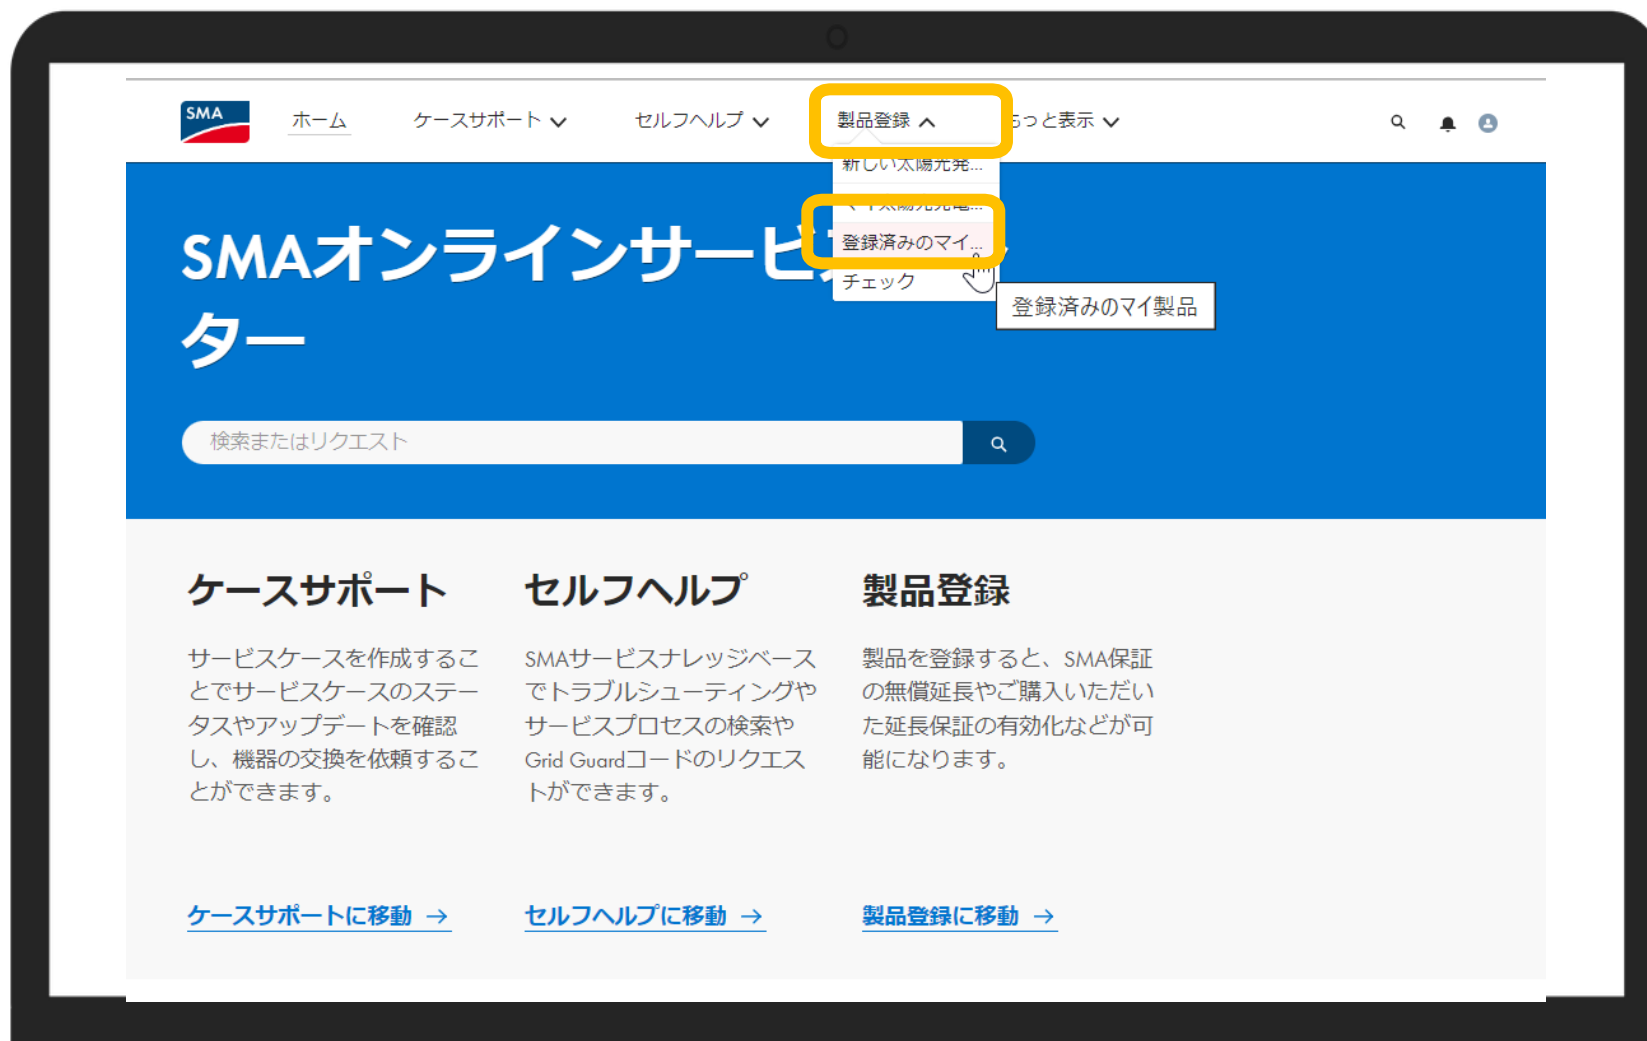 SMA
ホーム ケースサポート セルフヘルプ 製品登録 もっと表示
新しい太陽光発...
マイ太陽光発電...
登録済みのマイ...
チェック
登録済みのマイ製品
SMAオンラインサービ
ター
検索またはリクエスト
ケースサポート
サービスケースを作成するこ
とでサービスケースのステー
タスやアップデートを確認
し、機器の交換を依頼するこ
とができます。
ケースサポートに移動 →
セルフヘルプ
SMAサービスナレッジベース
でトラブルシューティングや
サービスプロセスの検索や
Grid Guardコードのリクエス
トができます。
セルフヘルプに移動 →
製品登録
製品を登録すると、SMA保証
の無償延長やご購入いただい
た延長保証の有効化などが可
能になります。
製品登録に移動 →